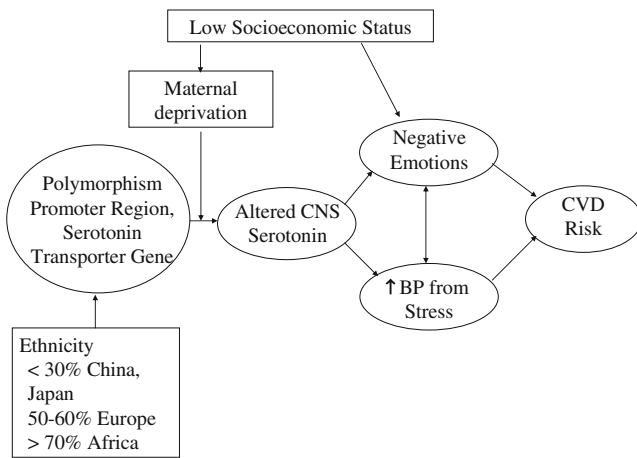 Low Socioeconomic Status
Maternal
deprivation
Negative
Emotions
Polymorphism
Promoter Region,
Serotonin
Transporter Gene
Altered CNS
Serotonin
CVD
Risk
↑BP from
Stress
Ethnicity
< 30% China,
Japan
50-60% Europe
> 70% Africa